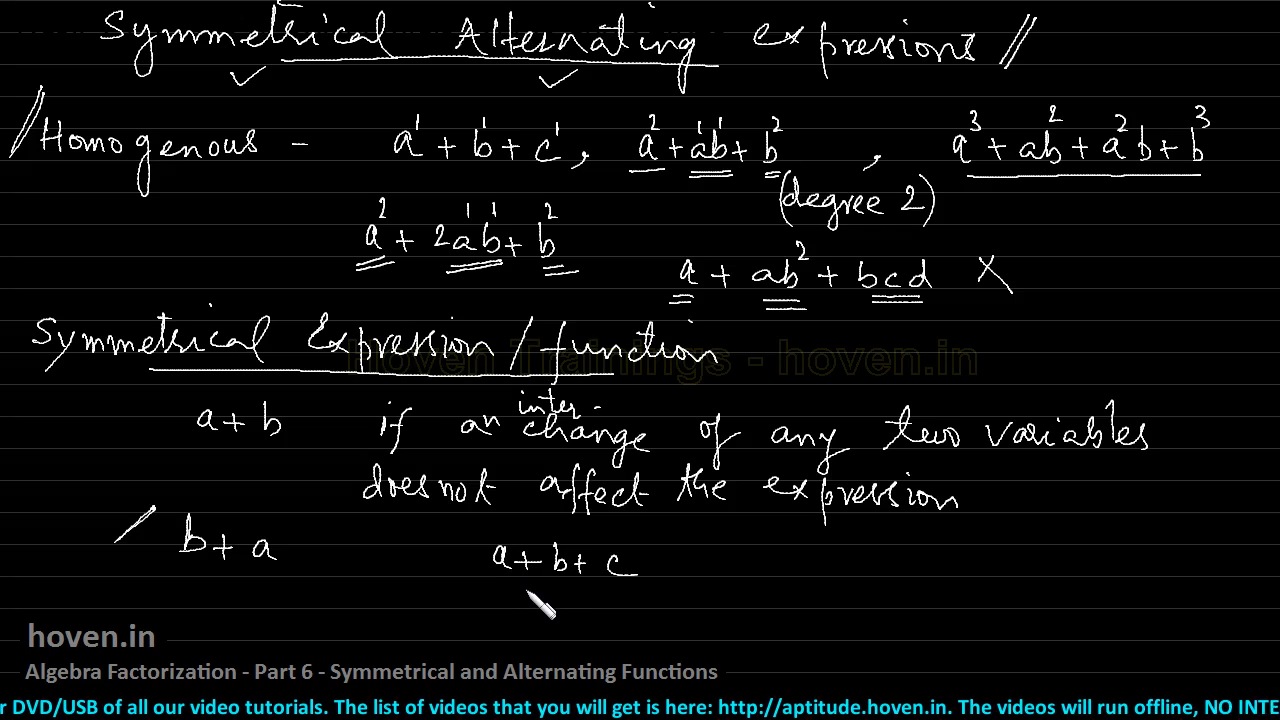 Symmetrical Alternating expressions //
// Homogenous - a¹ + b¹ + c¹ , a² + a¹b¹ + b² , a³ + ab² + a²b + b³
(degree 2)
a² + 2a¹b¹ + b²
a + ab² + bcd X
Symmetrical Expression / function
hoven Trainings - hoven.in
a + b if an interchange of any two variables
does not affect the expression
/ b + a a + b + c
hoven.in
Algebra Factorization - Part 6 - Symmetrical and Alternating Functions
r DVD/USB of all our video tutorials. The list of videos that you will get is here: http://aptitude.hoven.in. The videos will run offline, NO INTE